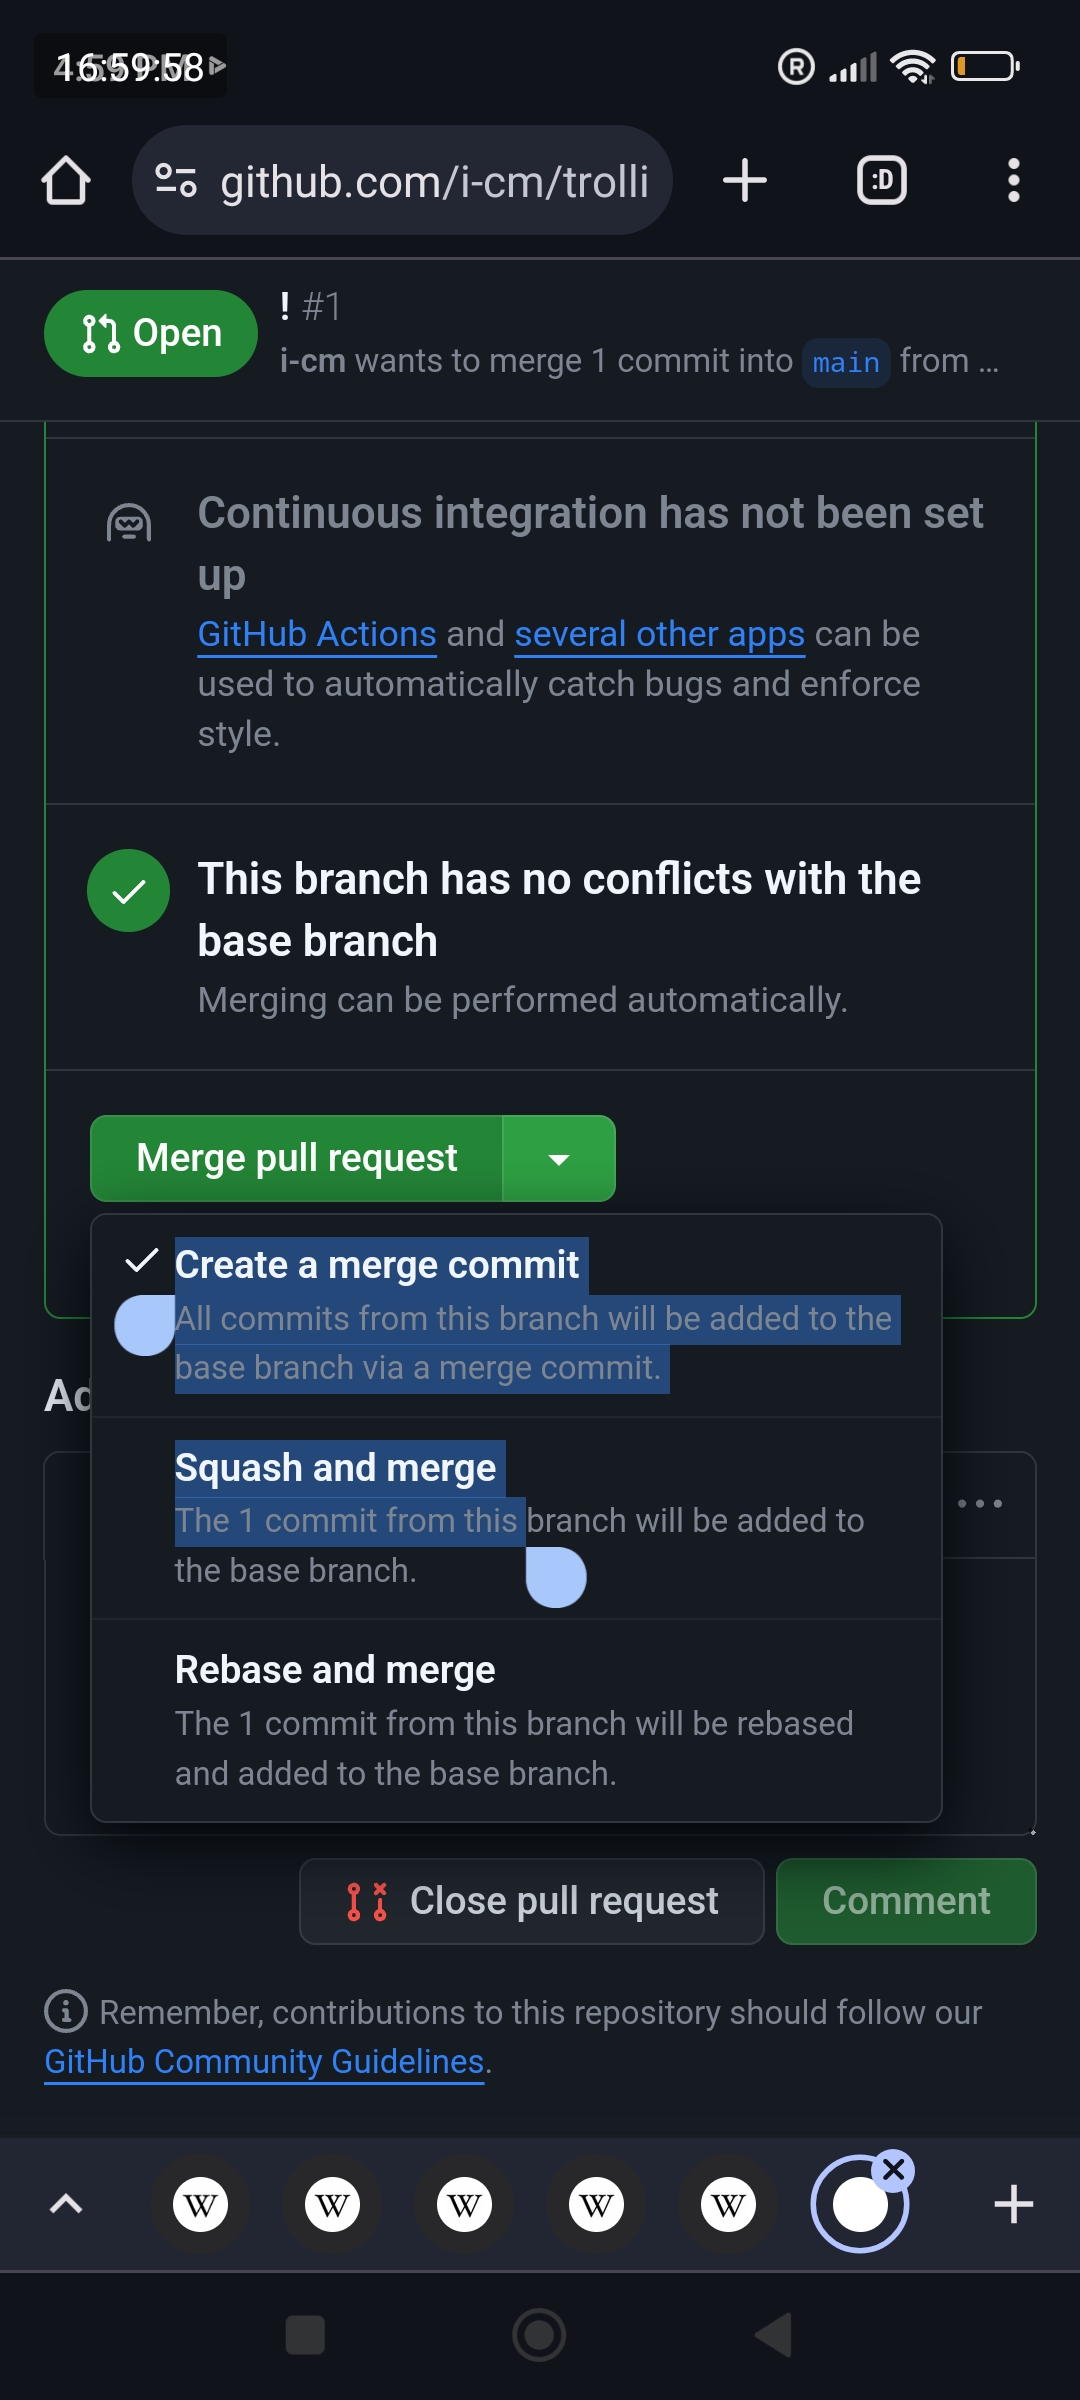 16:59:58
github.com/i-cm/trolli
:D
Open
! #1
i-cm wants to merge 1 commit into main from ...
Continuous integration has not been set
up
GitHub Actions and several other apps can be
used to automatically catch bugs and enforce
style.
This branch has no conflicts with the
base branch
Merging can be performed automatically.
Merge pull request
Create a merge commit
All commits from this branch will be added to the
base branch via a merge commit.
Ad
Squash and merge
The 1 commit from this branch will be added to
the base branch.
Rebase and merge
The 1 commit from this branch will be rebased
and added to the base branch.
Close pull request
Comment
Remember, contributions to this repository should follow our
GitHub Community Guidelines.
W W W W W